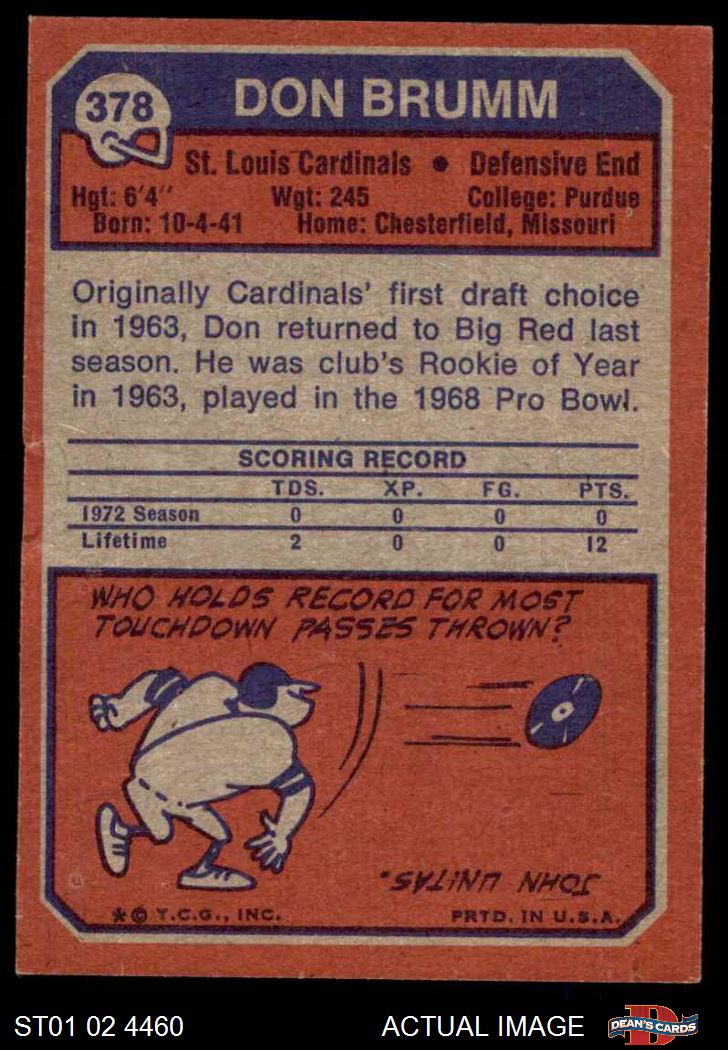 378
DON BRUMM
St. Louis Cardinals • Defensive End
Hgt: 6'4" Wgt: 245 College: Purdue
Born: 10-4-41 Home: Chesterfield, Missouri
Originally Cardinals' first draft choice
in 1963, Don returned to Big Red last
season. He was club's Rookie of Year
in 1963, played in the 1968 Pro Bowl.
SCORING RECORD
TDS. XP. FG. PTS.
1972 Season 0 0 0 0
Lifetime 2 0 0 12
WHO HOLDS RECORD FOR MOST
TOUCHDOWN PASSES THROWN?
JOHN UNITAS.
* © T.C.G., INC. PRTD. IN U.S.A.
ST01 02 4460 ACTUAL IMAGE D DEAN'S CARDS